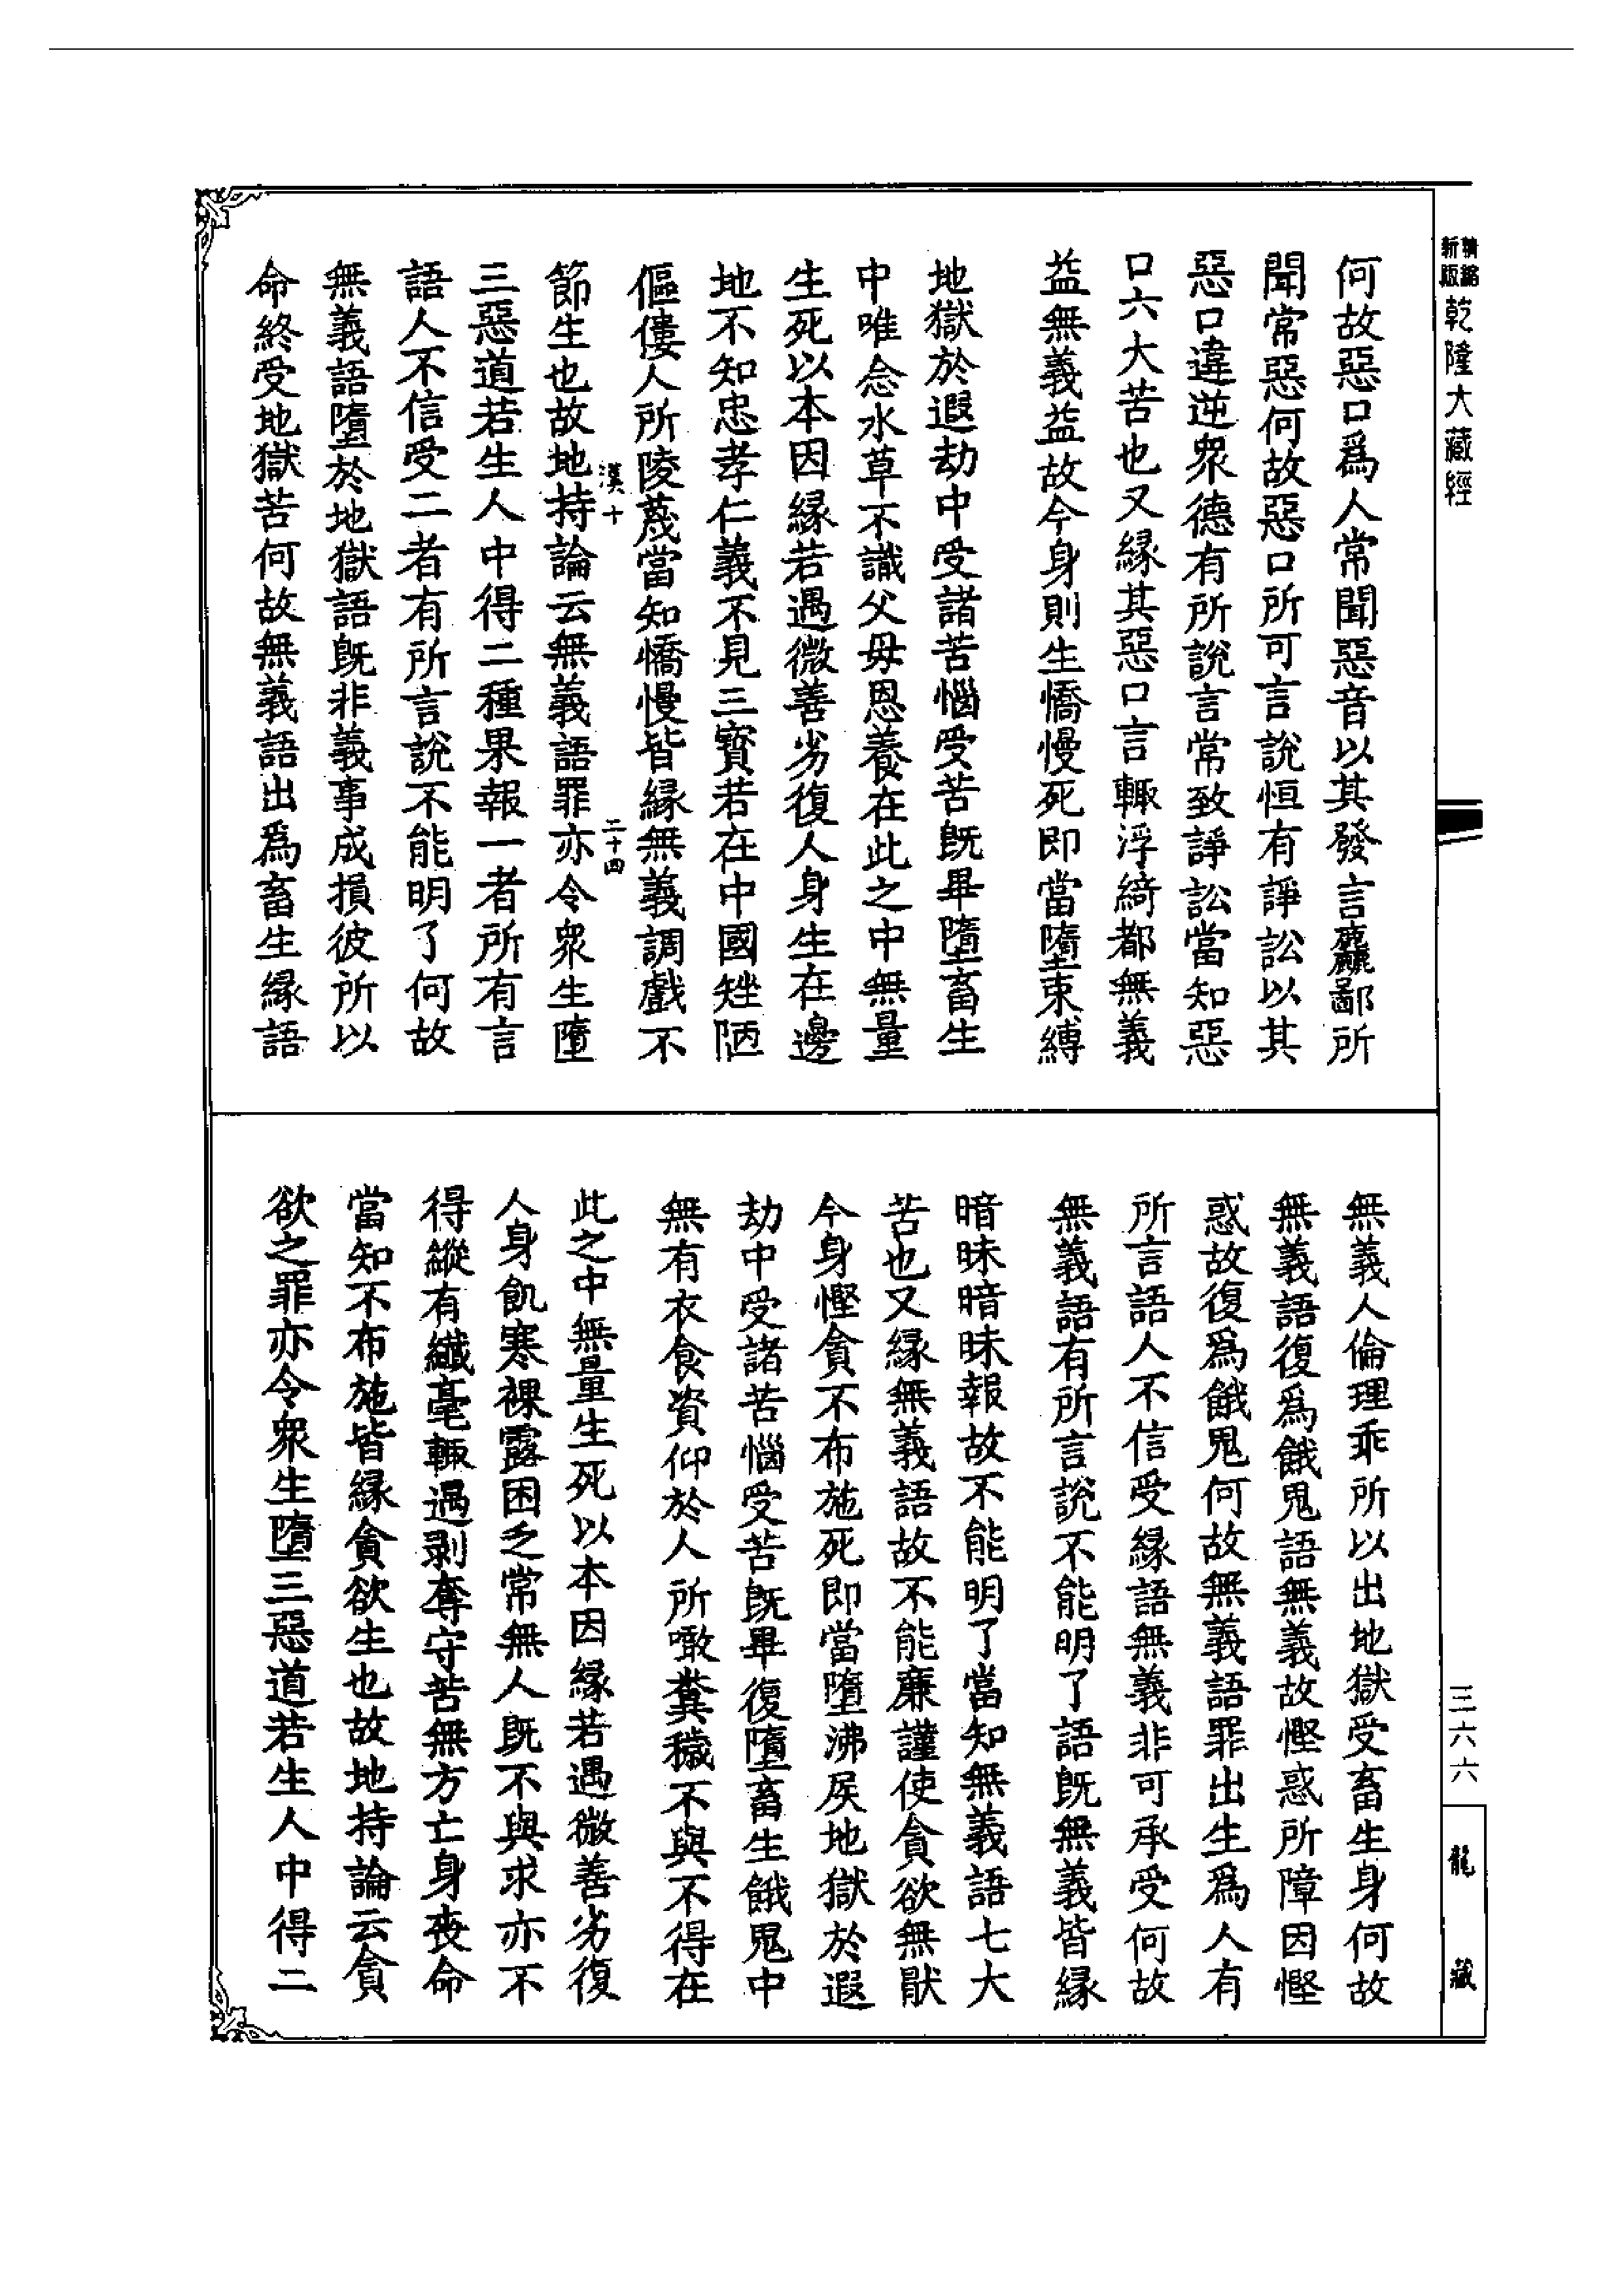 精縮新版 乾隆大藏經
何故惡口爲人常聞惡音以其發言麤鄙所
聞常惡何故惡口所可言說恒有諍訟以其
惡口違逆衆德有所說言常致諍訟當知惡
口六大苦也又緣其惡口言輙浮綺都無義
益無義益故今身則生憍慢死即當墮束縛
地獄於遐劫中受諸苦惱受苦旣畢墮畜生
中唯念水草不識父母恩養在此之中無量
生死以本因緣若遇微善劣復人身生在邊
地不知忠孝仁義不見三寶若在中國矬陋
傴僂人所陵蔑當知憍慢皆緣無義調戲不
漢十 二十四
節生也故地持論云無義語罪亦令衆生墮
三惡道若生人中得二種果報一者所有言
語人不信受二者有所言說不能明了何故
無義語墮於地獄語旣非義事成損彼所以
命終受地獄苦何故無義語出爲畜生緣語
無義人倫理乖所以出地獄受畜生身何故
無義語復爲餓鬼語無義故慳惑所障因慳
惑故復爲餓鬼何故無義語罪出生爲人有
所言語人不信受緣語無義非可承受何故
無義語有所言說不能明了語旣無義皆緣
暗昧暗昧報故不能明了當知無義語七大
苦也又緣無義語故不能廉謹使貪欲無猒
今身慳貪不布施死即當墮沸屎地獄於遐
劫中受諸苦惱受苦旣畢復墮畜生餓鬼中
無有衣食資仰於人所噉糞穢不與不得在
此之中無量生死以本因緣若遇微善劣復
人身飢寒裸露困乏常無人旣不與求亦不
得縱有纖毫輙遇剥奪守苦無方亡身喪命
當知不布施皆緣貪欲生也故地持論云貪
欲之罪亦令衆生墮三惡道若生人中得二
三六六
龍藏